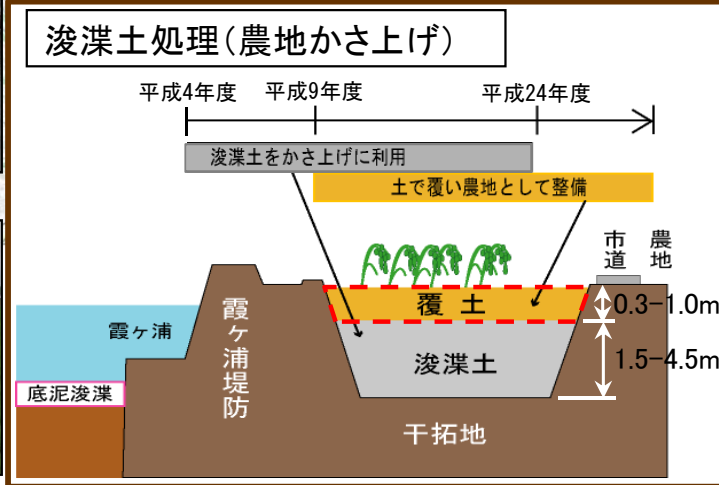 浚渫土処理(農地かさ上げ)
平成4年度 平成9年度 平成24年度
浚渫土をかさ上げに利用
土で覆い農地として整備
市道
農地
覆土
0.3-1.0m
霞ヶ浦
霞ヶ浦堤防
浚渫土
1.5-4.5m
底泥浚渫
干拓地